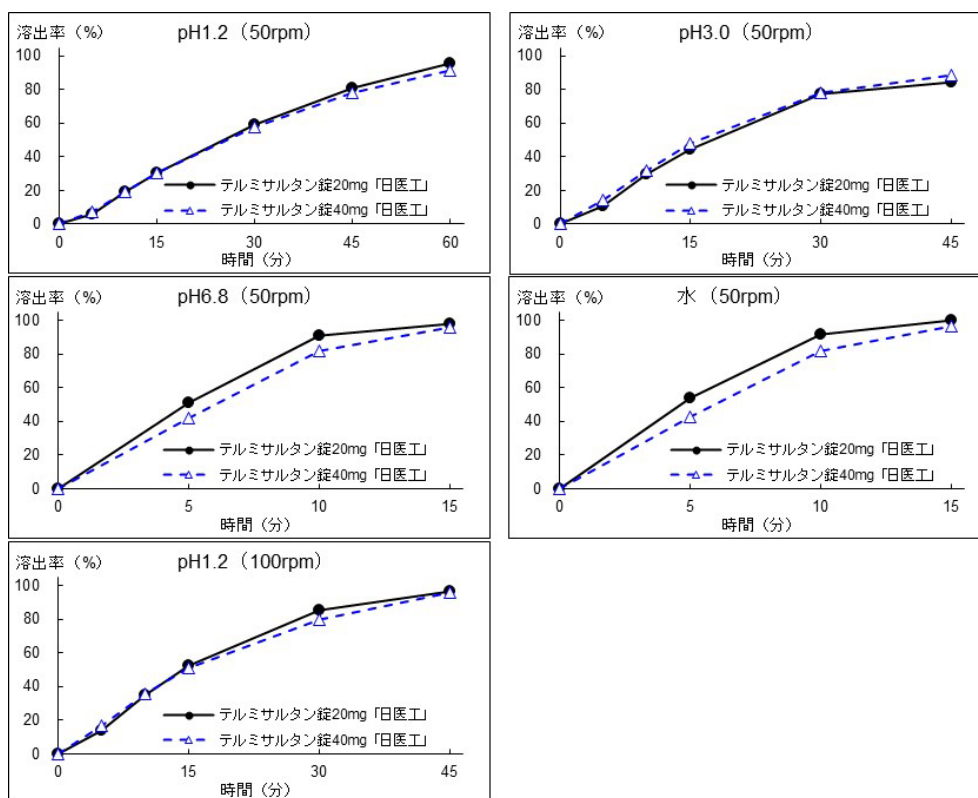 溶出率（%） pH1.2（50rpm）
100
80
60
40
20
0
テルミサルタン錠20mg「日医工」
テルミサルタン錠40mg「日医工」
0 15 30 45 60
時間（分）
溶出率（%） pH3.0（50rpm）
100
80
60
40
20
0
テルミサルタン錠20mg「日医工」
テルミサルタン錠40mg「日医工」
0 15 30 45
時間（分）
溶出率（%） pH6.8（50rpm）
100
80
60
40
20
0
テルミサルタン錠20mg「日医工」
テルミサルタン錠40mg「日医工」
0 5 10 15
時間（分）
溶出率（%） 水（50rpm）
100
80
60
40
20
0
テルミサルタン錠20mg「日医工」
テルミサルタン錠40mg「日医工」
0 5 10 15
時間（分）
溶出率（%） pH1.2（100rpm）
100
80
60
40
20
0
テルミサルタン錠20mg「日医工」
テルミサルタン錠40mg「日医工」
0 15 30 45
時間（分）